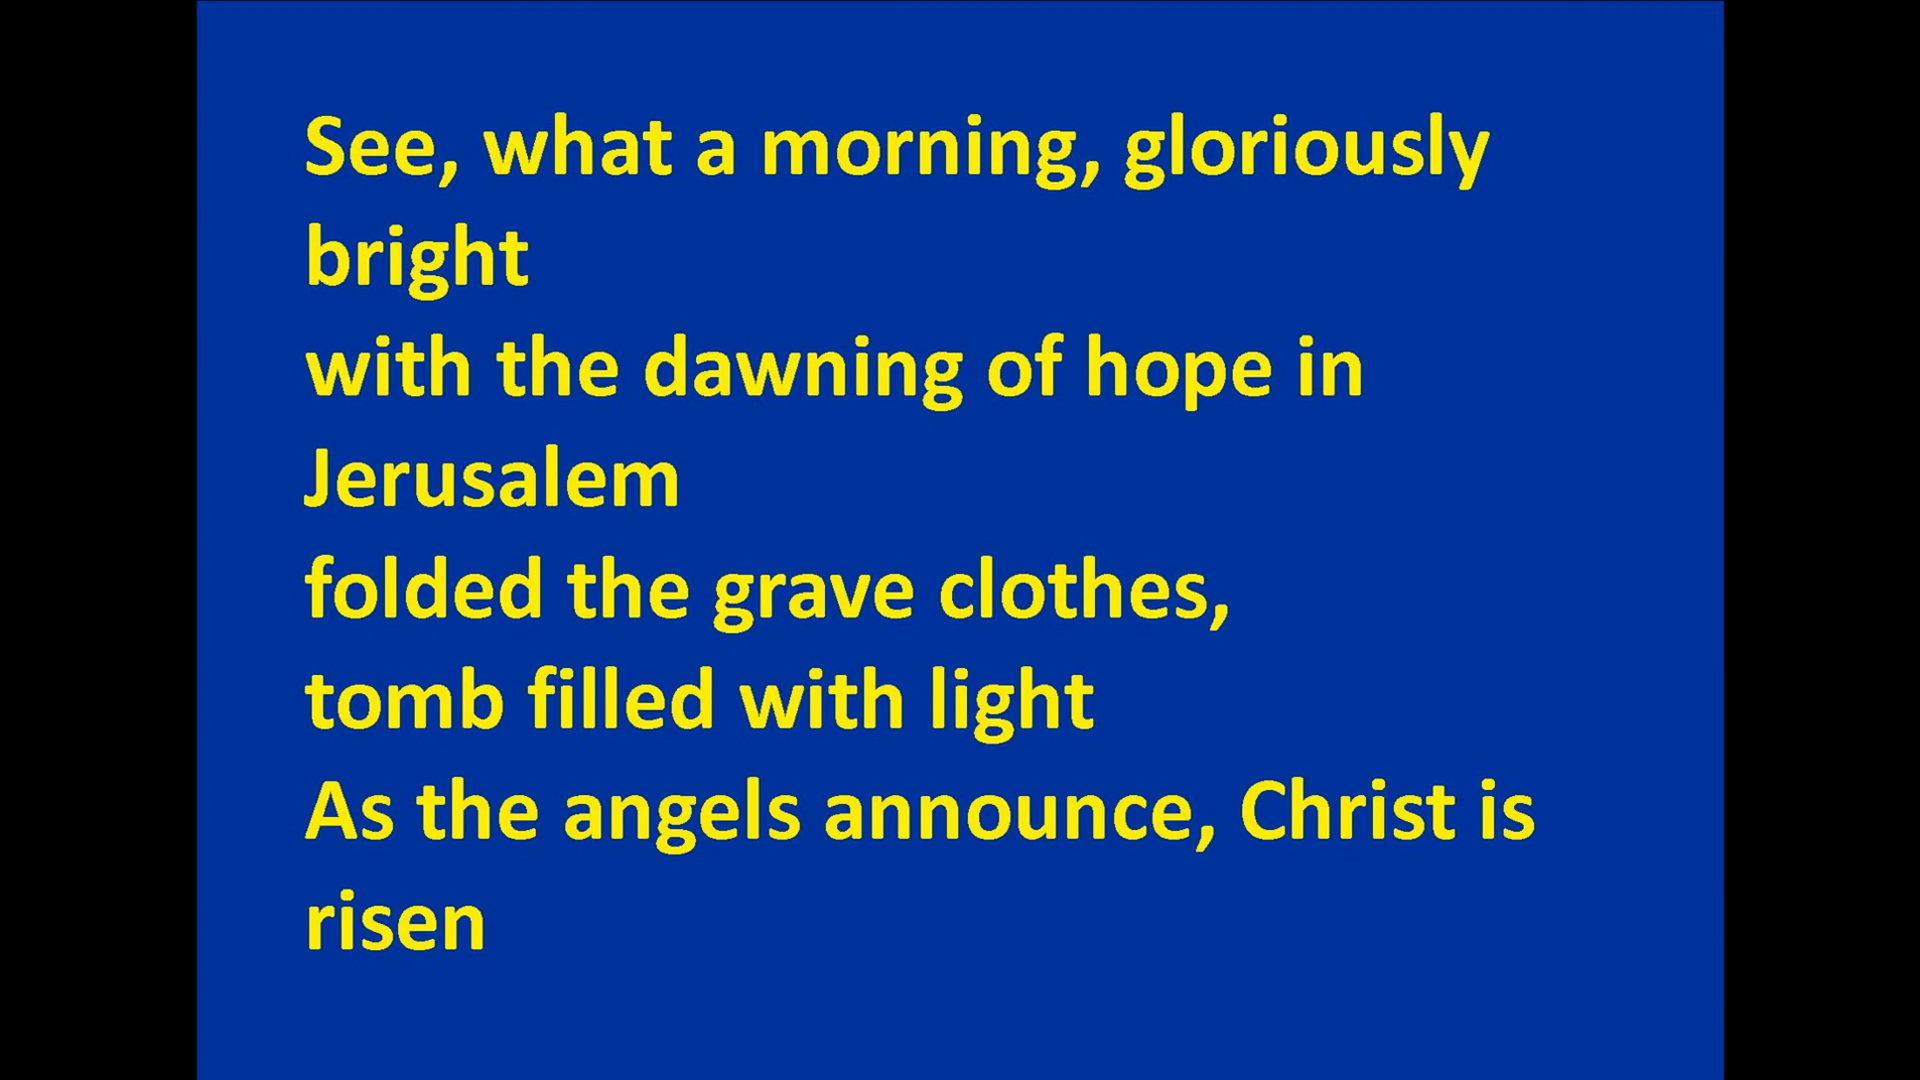 See, what a morning, gloriously
bright
with the dawning of hope in
Jerusalem
folded the grave clothes,
tomb filled with light
As the angels announce, Christ is
risen